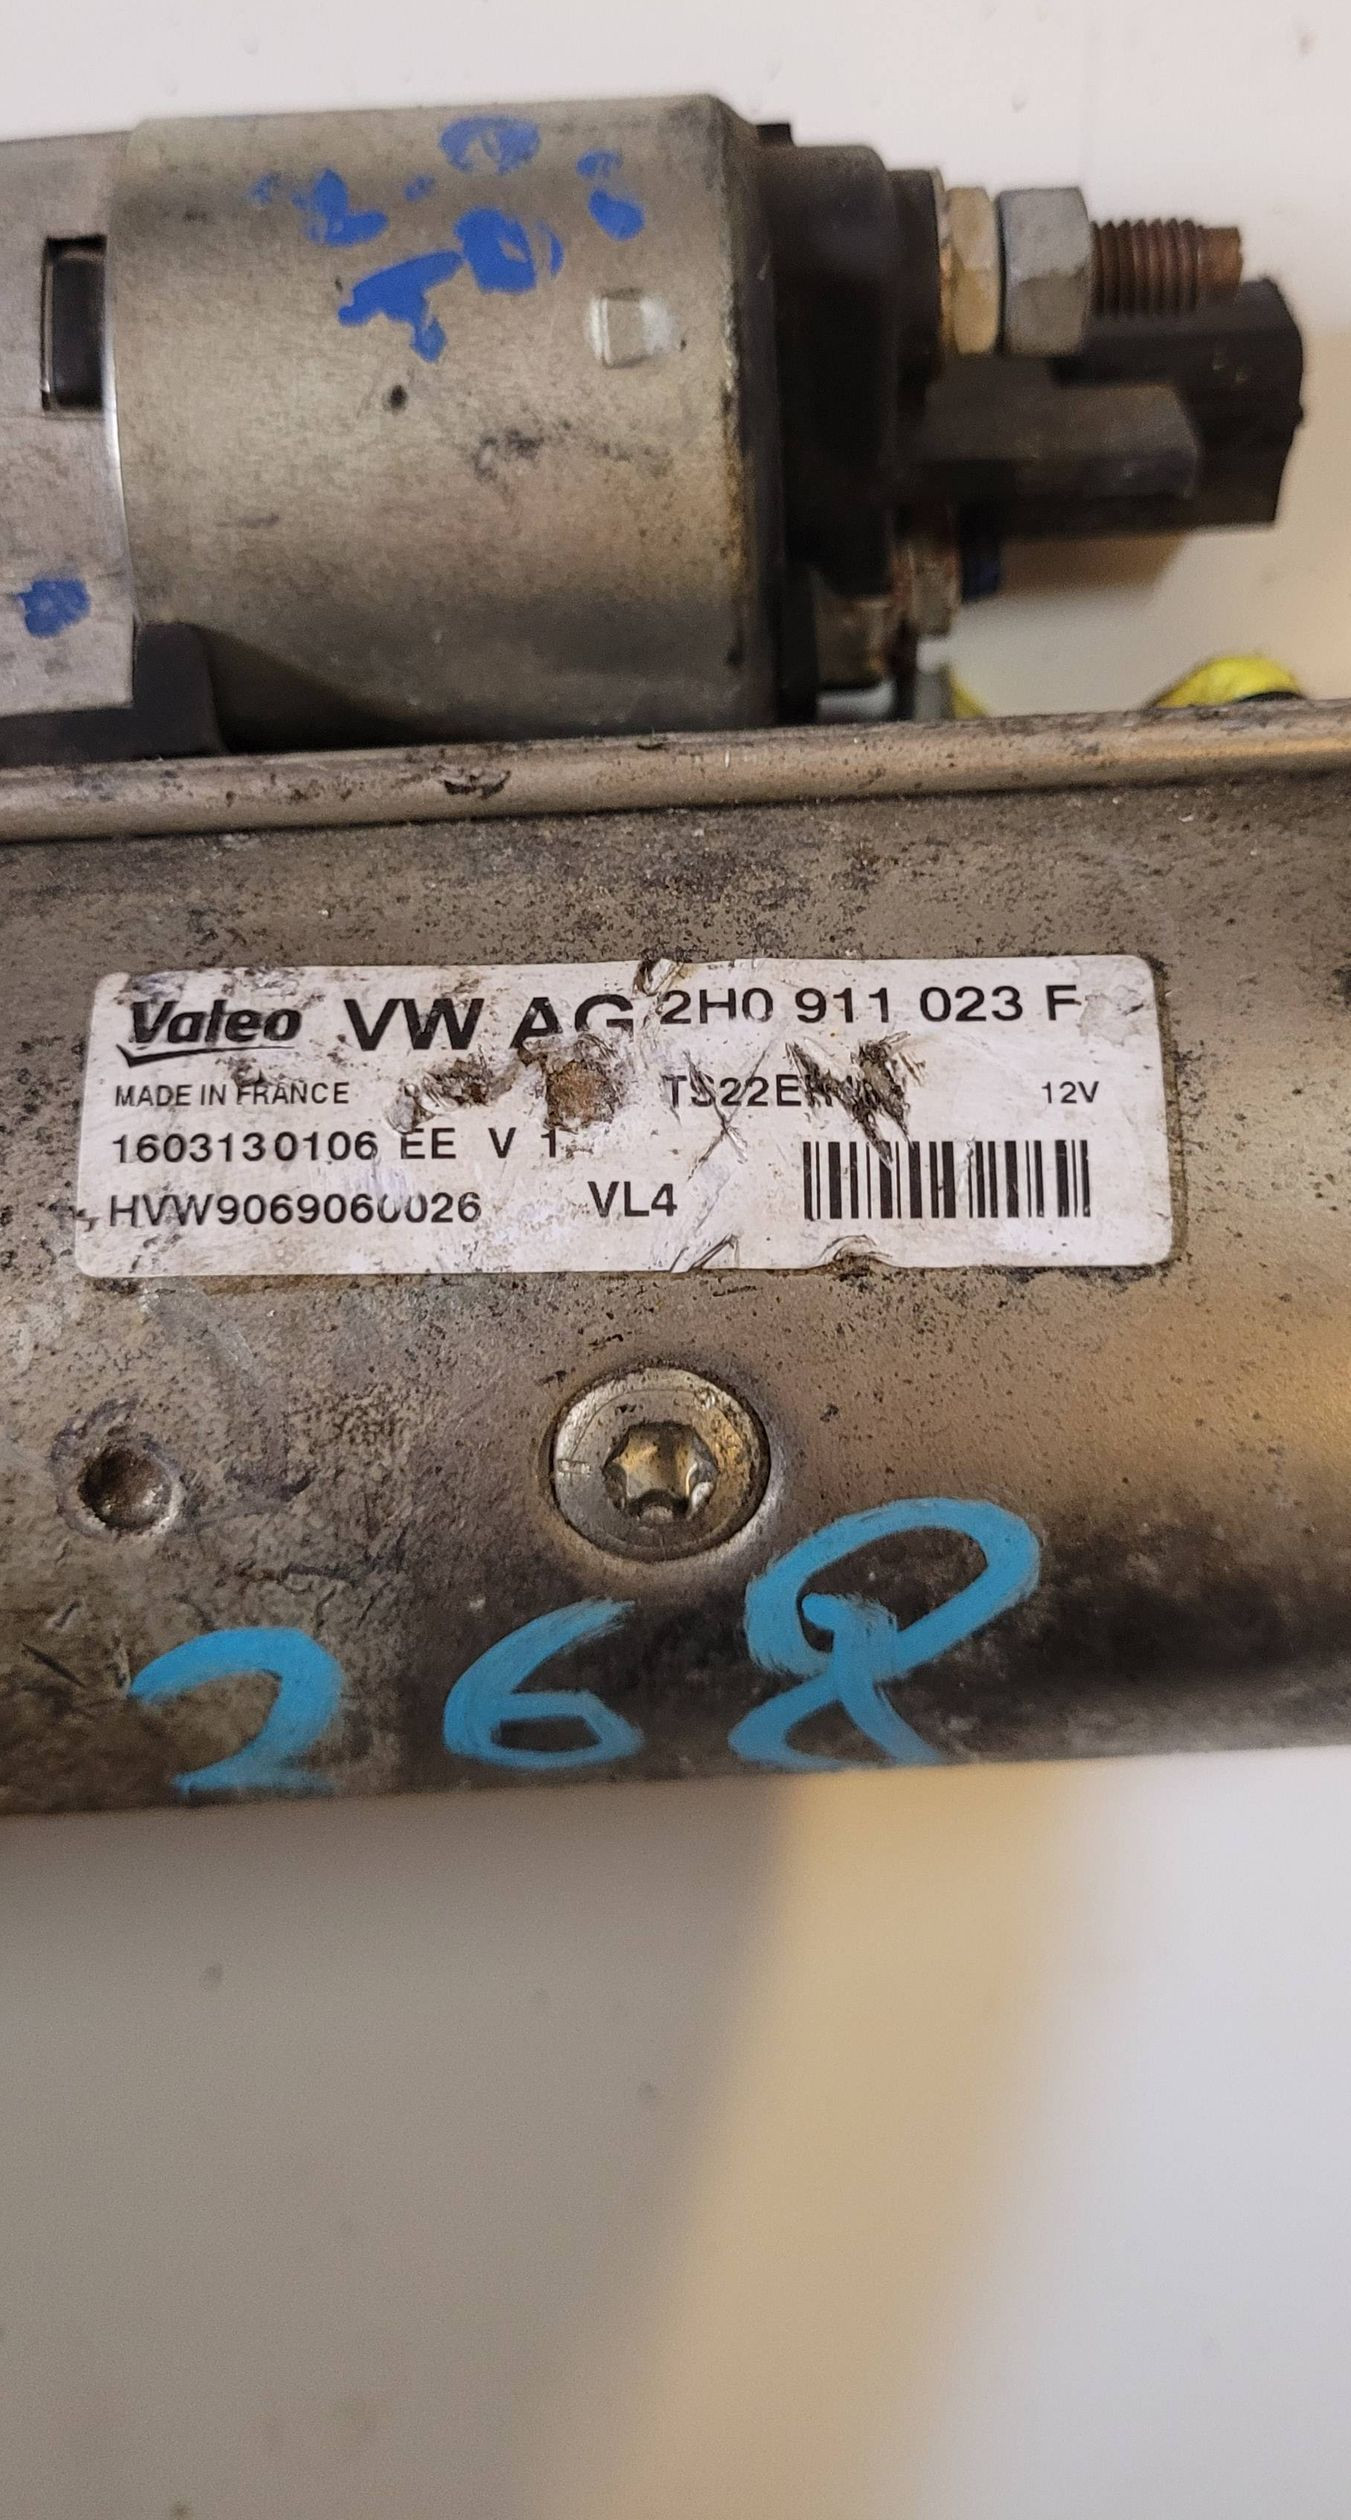 Valeo VW AG 2H0 911 023 F
MADE IN FRANCE 12V
1603130106 EE V 1
HVW9069060026 VL4
268